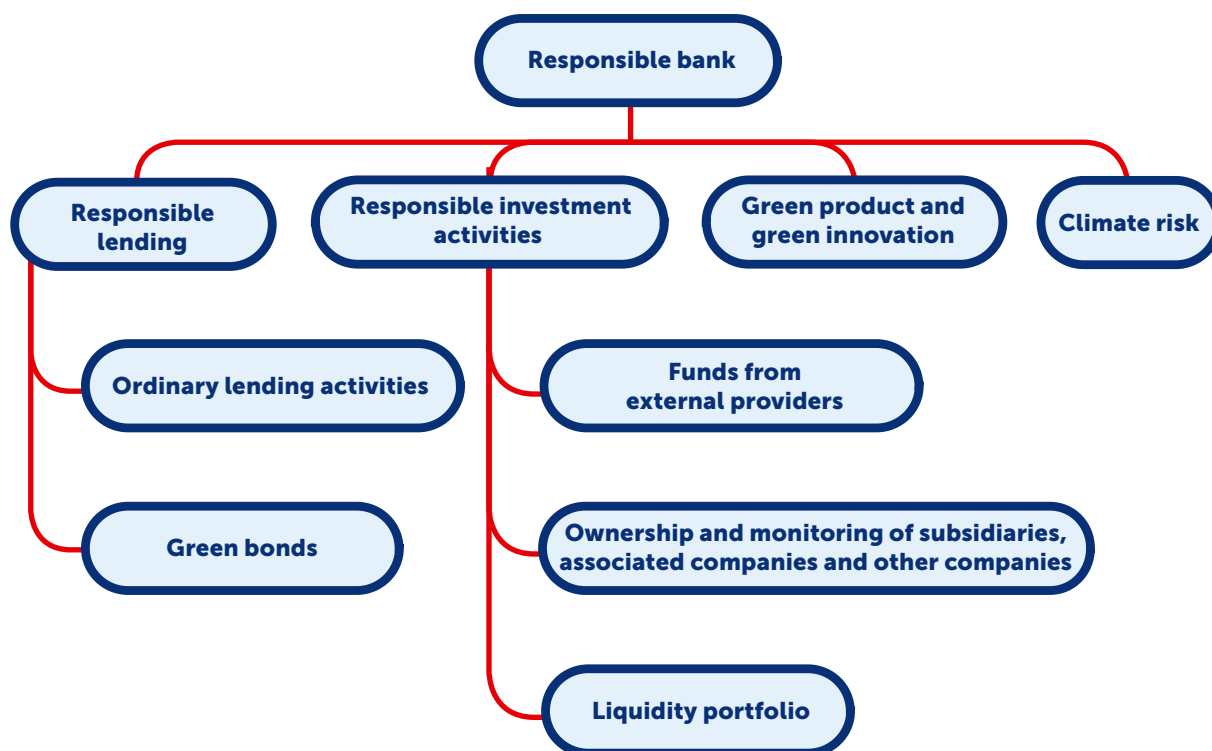 Responsible bank
Responsible
lending
Responsible investment
activities
Green product and
green innovation
Climate risk
Ordinary lending activities
Funds from
external providers
Green bonds
Ownership and monitoring of subsidiaries,
associated companies and other companies
Liquidity portfolio